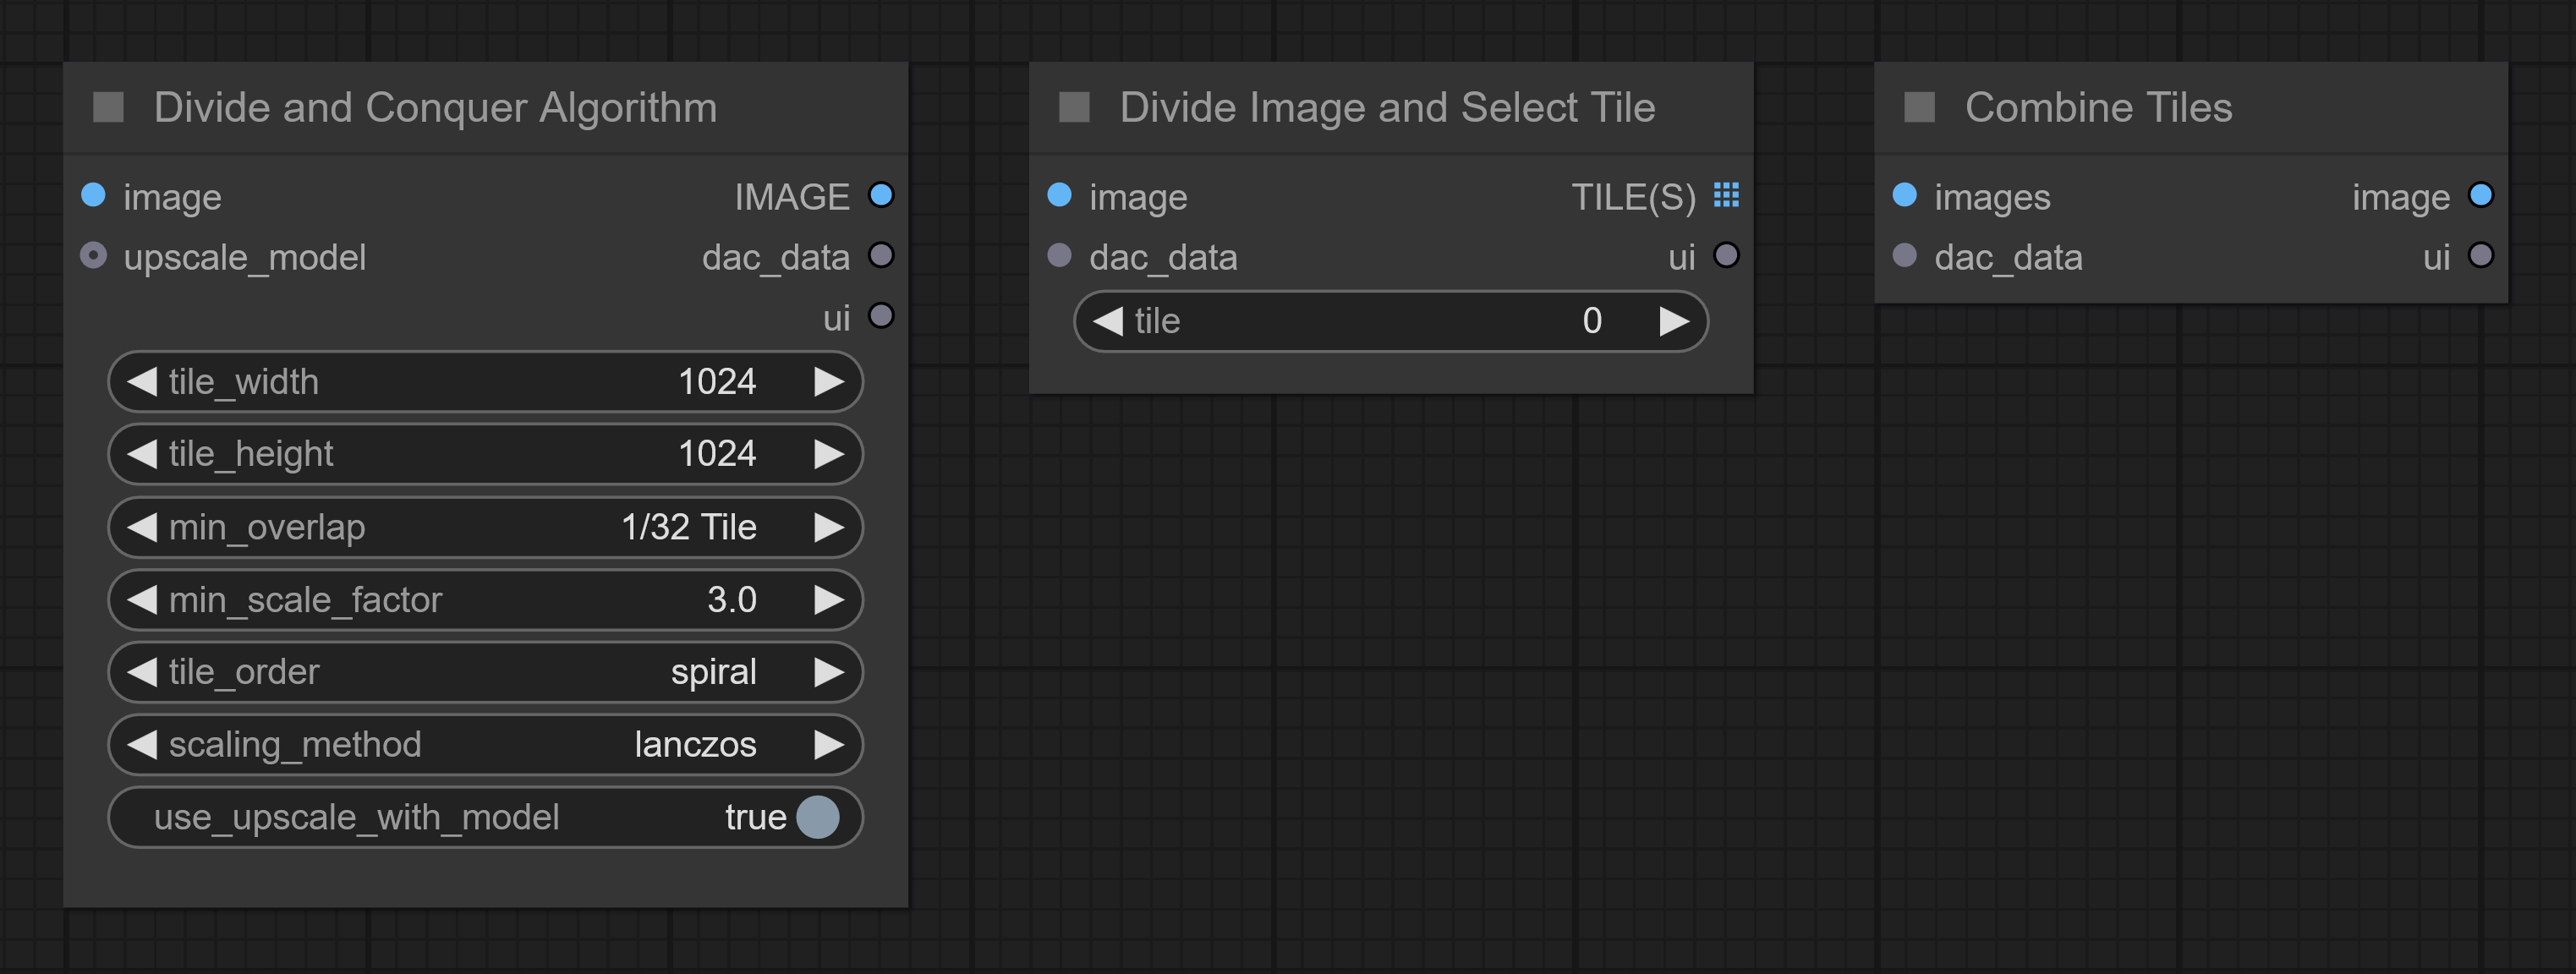 Divide and Conquer Algorithm
image IMAGE
upscale_model dac_data
ui
tile_width 1024
tile_height 1024
min_overlap 1/32 Tile
min_scale_factor 3.0
tile_order spiral
scaling_method lanczos
use_upscale_with_model true
Divide Image and Select Tile
image TILE(S)
dac_data ui
tile 0
Combine Tiles
images image
dac_data ui